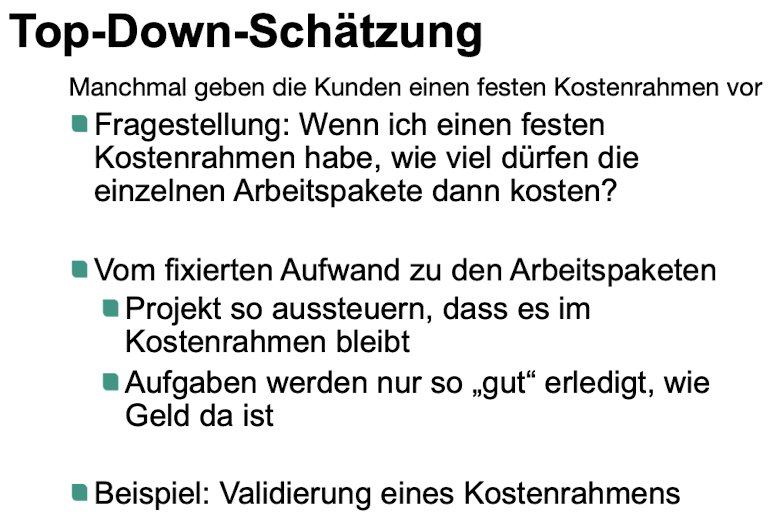 Top-Down-Schätzung
Manchmal geben die Kunden einen festen Kostenrahmen vor
Fragestellung: Wenn ich einen festen
Kostenrahmen habe, wie viel dürfen die
einzelnen Arbeitspakete dann kosten?
Vom fixierten Aufwand zu den Arbeitspaketen
Projekt so aussteuern, dass es im
Kostenrahmen bleibt
Aufgaben werden nur so „gut“ erledigt, wie
Geld da ist
Beispiel: Validierung eines Kostenrahmens